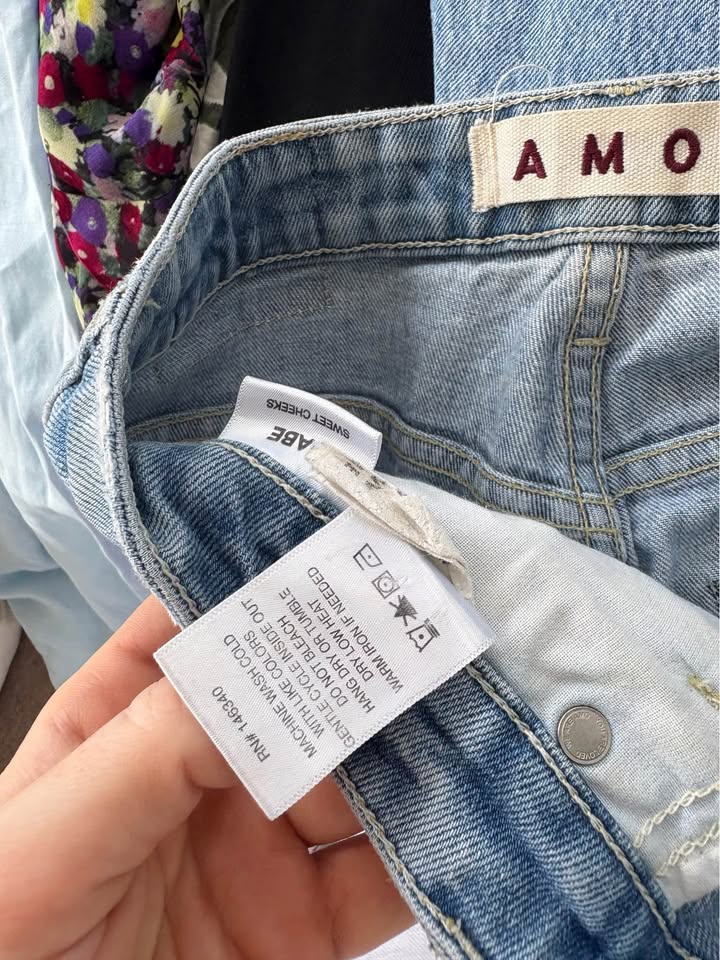 AMO
SWEET CHEEKS
ABE
RN# 146340
MACHINE WASH COLD
WITH LIKE COLORS
GENTLE CYCLE INSIDE OUT
DO NOT BLEACH
HANG DRY OR TUMBLE
DRY LOW HEAT
WARM IRON IF NEEDED